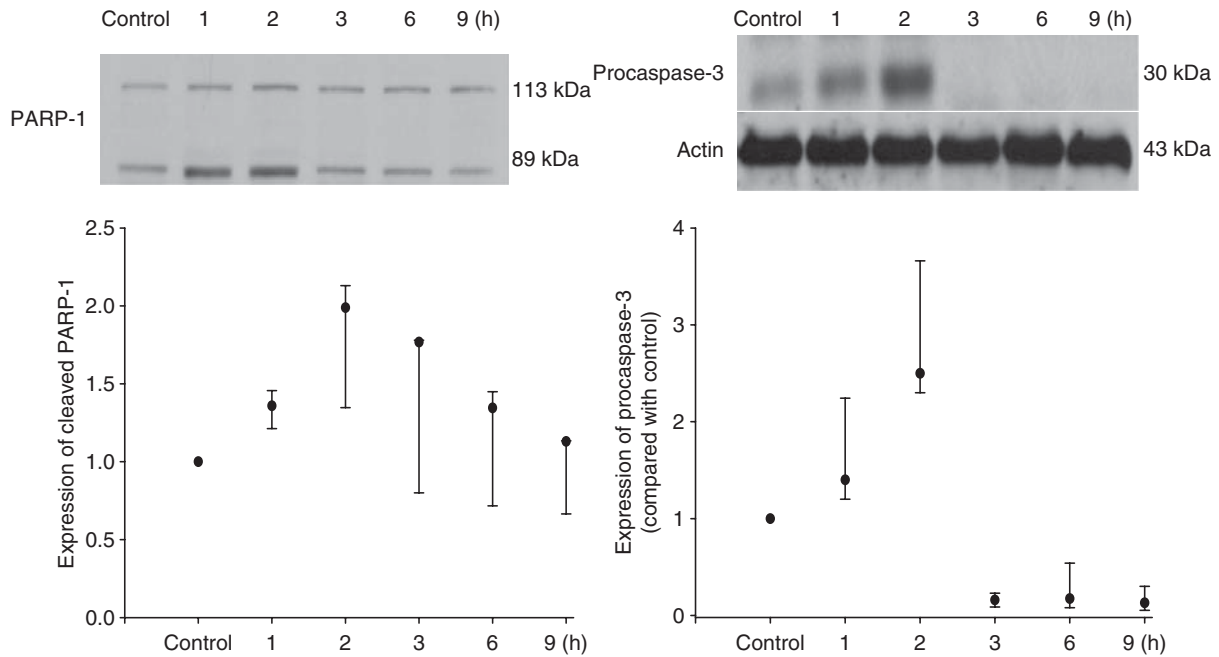 Control 1 2 3 6 9 (h)
PARP-1
113 kDa
89 kDa
Control 1 2 3 6 9 (h)
Procaspase-3
30 kDa
Actin
43 kDa
Expression of cleaved PARP-1
2.5
2.0
1.5
1.0
0.5
0.0
Control 1 2 3 6 9 (h)
Expression of procaspase-3
(compared with control)
4
3
2
1
0
Control 1 2 3 6 9 (h)